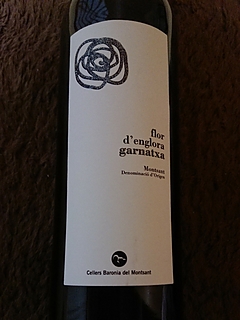 flor
d'englora
garnatxa
Montsant
Denominació d'Origen
Cellers Baronia del Montsant